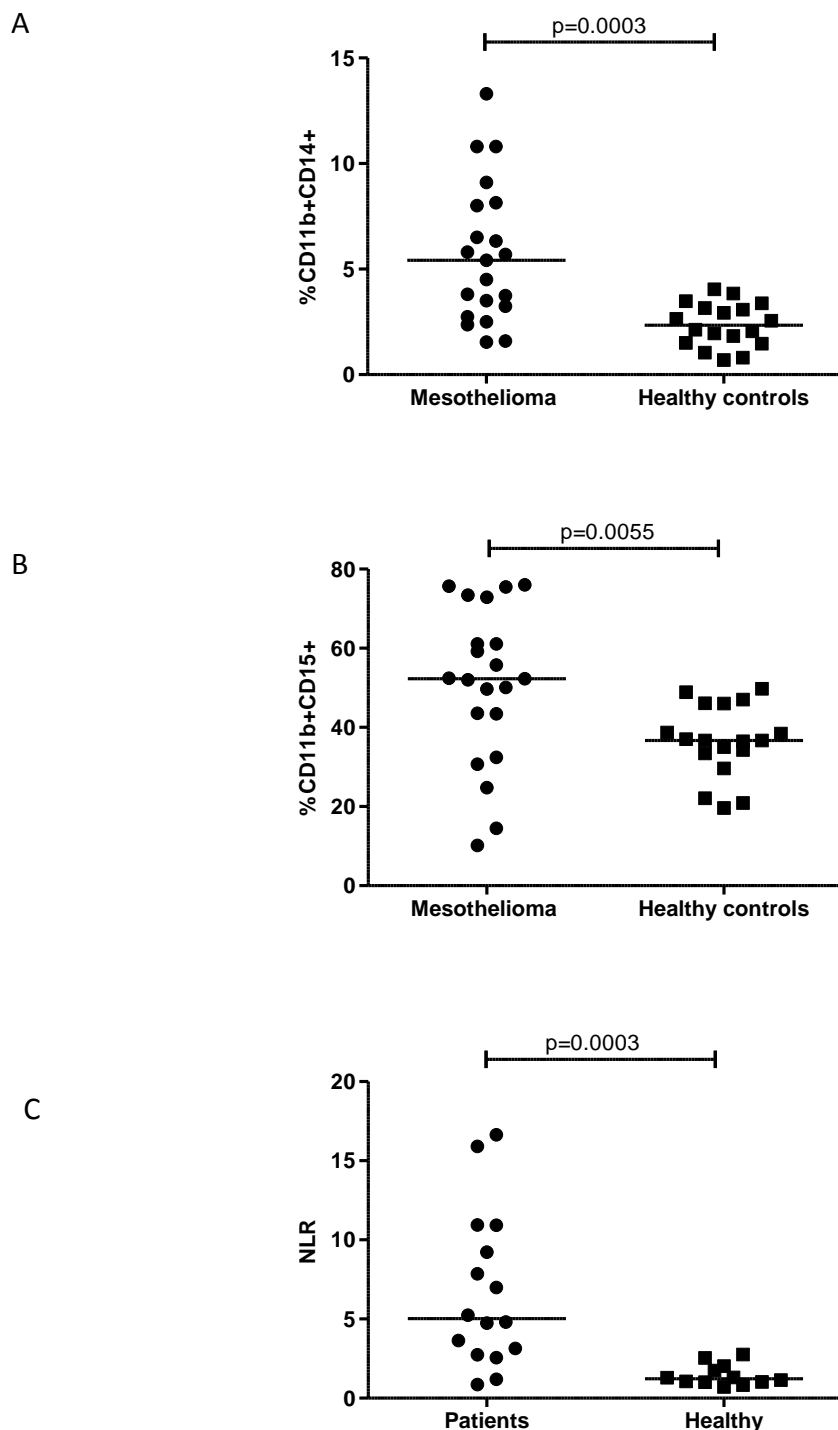 A
p=0.0003
15
10
5
0
%CD11b+CD14+
Mesothelioma Healthy controls
B
p=0.0055
80
60
40
20
0
%CD11b+CD15+
Mesothelioma Healthy controls
C
p=0.0003
20
15
10
5
0
NLR
Patients Healthy